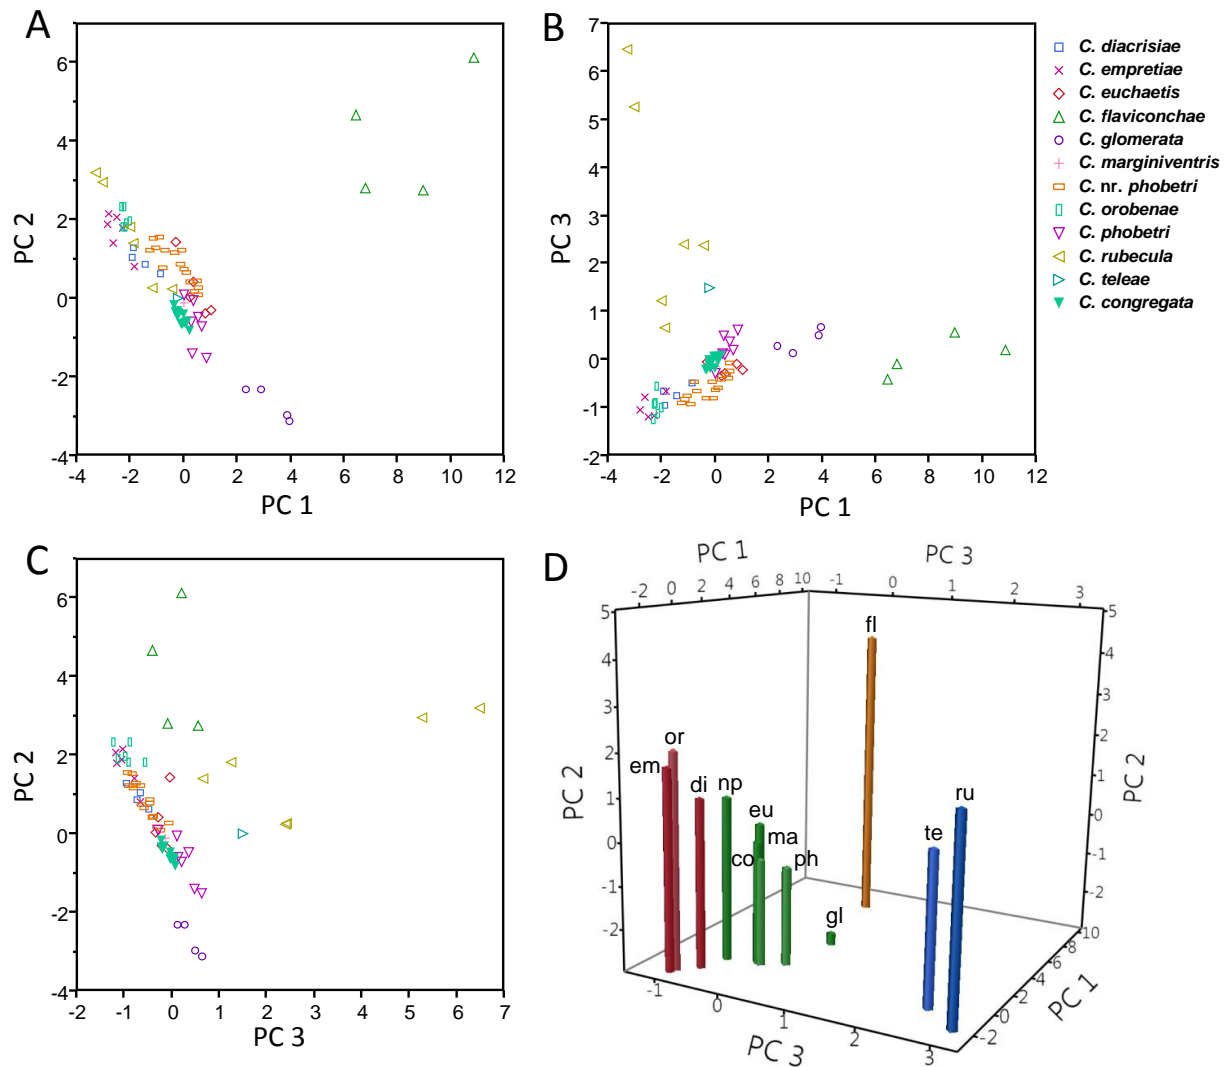 A
6
4
2
0
-2
-4
-4
-2
0
2
4
6
8
10
12
PC 2
PC 1
B
7
6
5
4
3
2
1
0
-1
-2
-4
-2
0
2
4
6
8
10
12
PC 3
PC 1
C. diacrisiae
C. empretiae
C. euchaetis
C. flaviconchae
C. glomerata
C. marginiventris
C. nr. phobetri
C. orobenae
C. phobetri
C. rubecula
C. teleae
C. congregata
C
6
4
2
0
-2
-4
-2
-1
0
1
2
3
4
5
6
7
PC 2
PC 3
D
PC 1
PC 3
-2
0
2
4
6
8
10
-1
0
1
2
3
5
4
3
2
1
0
-1
-2
PC 2
5
4
3
2
1
0
-1
-2
PC 2
fl
or
em
di
np
eu
ma
co
ph
gl
te
ru
-1
0
1
2
3
PC 3
10
8
6
4
2
0
-2
PC 1